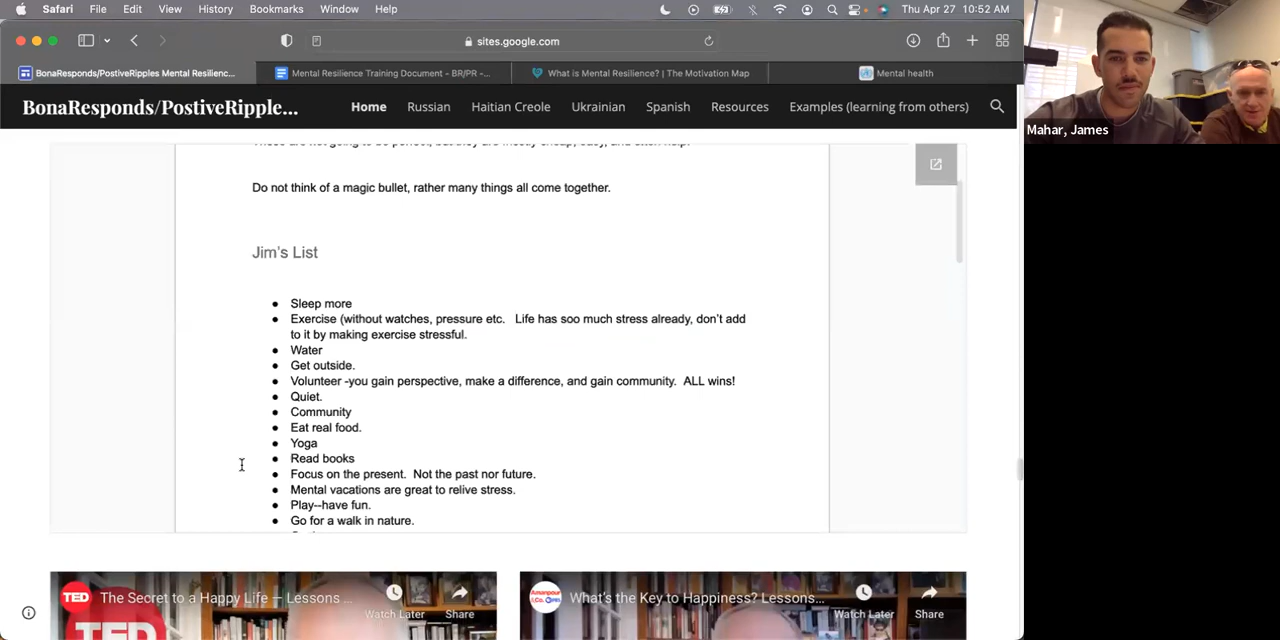 Safari File Edit View History Bookmarks Window Help Thu Apr 27 10:52 AM
sites.google.com
BonaResponds/PostiveRipples Mental Resilienc...
Mental Resilience Training Document - BR/PR -...
What is Mental Resilience? | The Motivation Map
Mental health
BonaResponds/PostiveRipple...
Home Russian Haitian Creole Ukrainian Spanish Resources Examples (learning from others)
Mahar, James
Do not think of a magic bullet, rather many things all come together.
Jim's List
● Sleep more
● Exercise (without watches, pressure etc. Life has soo much stress already, don't add
to it by making exercise stressful.
● Water
● Get outside.
● Volunteer -you gain perspective, make a difference, and gain community. ALL wins!
● Quiet.
● Community
● Eat real food.
● Yoga
● Read books
● Focus on the present. Not the past nor future.
● Mental vacations are great to relive stress.
● Play--have fun.
● Go for a walk in nature.
TED The Secret to a Happy Life — Lessons ...
Watch Later Share
TED
Amanpour &Co. What's the Key to Happiness? Lessons...
Watch Later Share